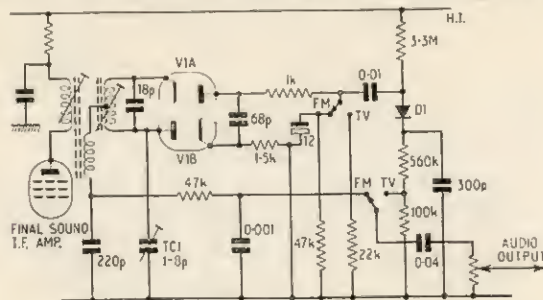 H.T.
3·3M
V1A
1k
0·01
18p
FM
D1
68p
TV
V1B
1·5k
12
560k
FM
TV
300p
47k
FINAL SOUND
I.F. AMP.
100k
220p
TC1
1-8p
0·001
47k
22k
0·04
AUDIO
OUTPUT